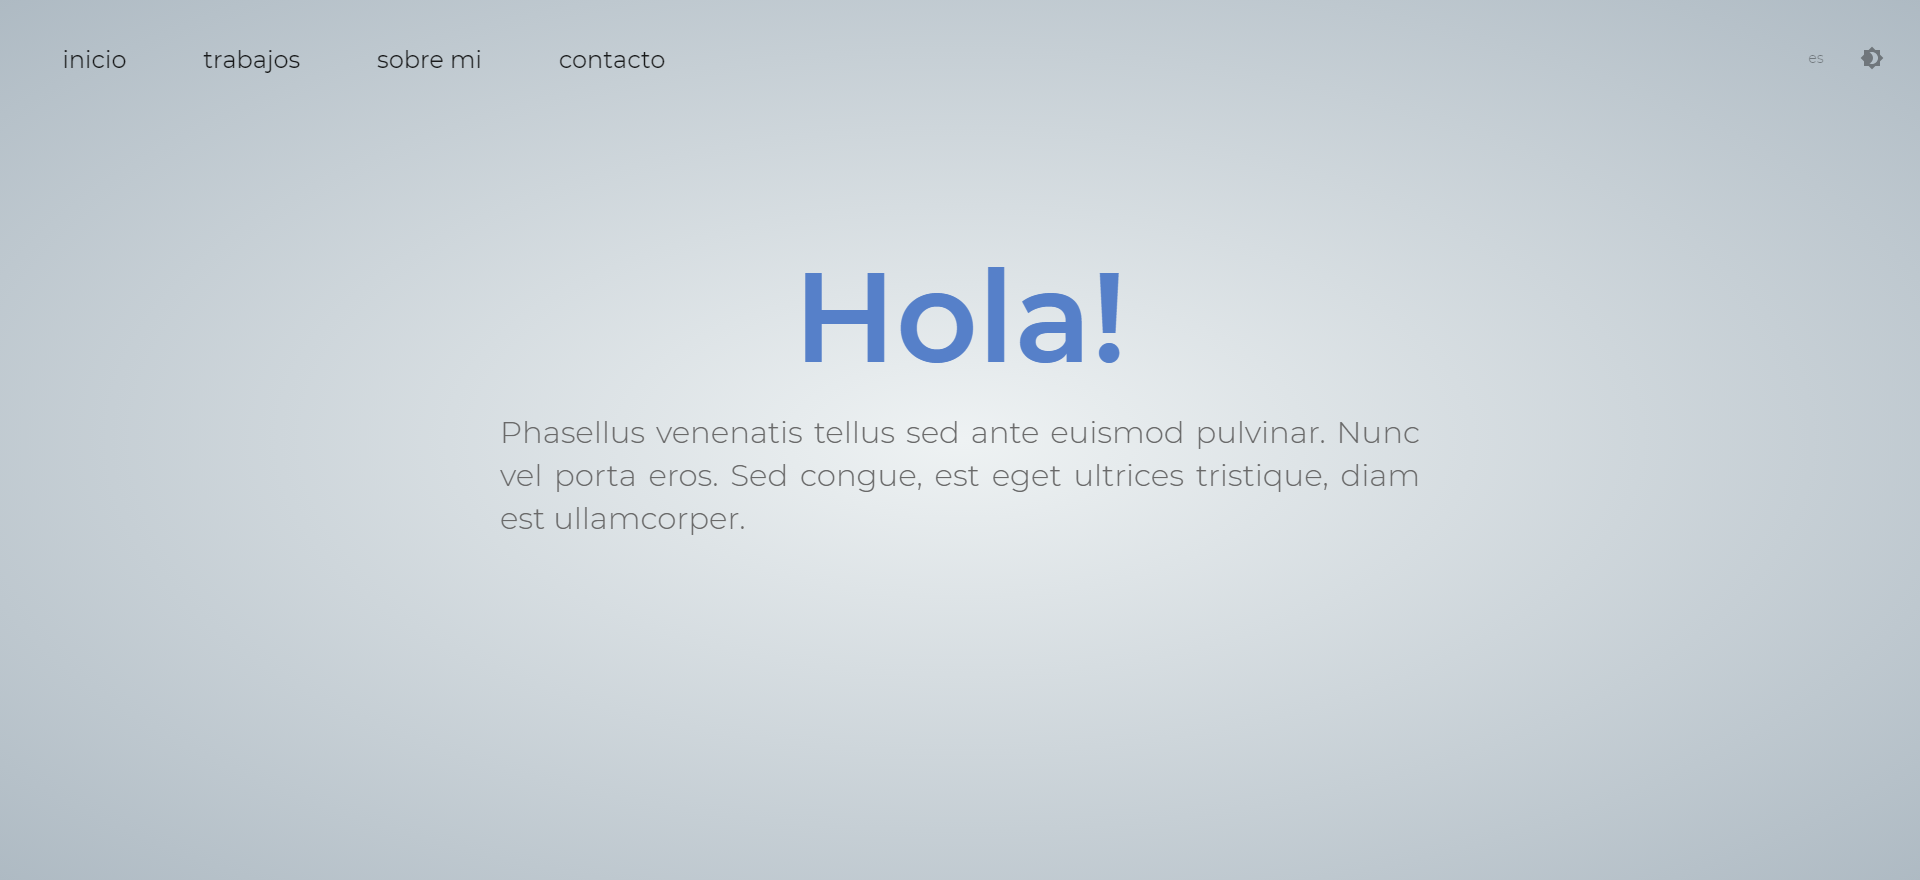 inicio trabajos sobre mi contacto es
Hola!
Phasellus venenatis tellus sed ante euismod pulvinar. Nunc
vel porta eros. Sed congue, est eget ultrices tristique, diam
est ullamcorper.